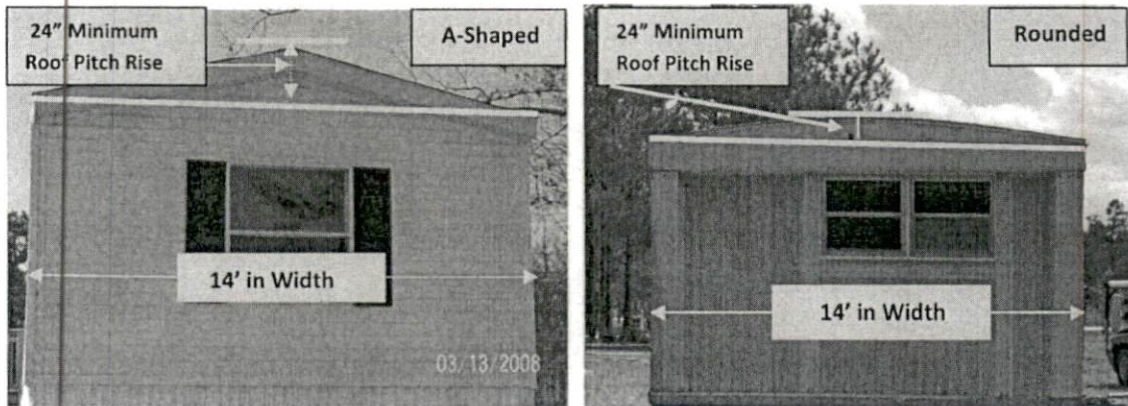 24" Minimum
Roof Pitch Rise
A-Shaped
14' in Width
03/13/2008
24" Minimum
Roof Pitch Rise
Rounded
14' in Width